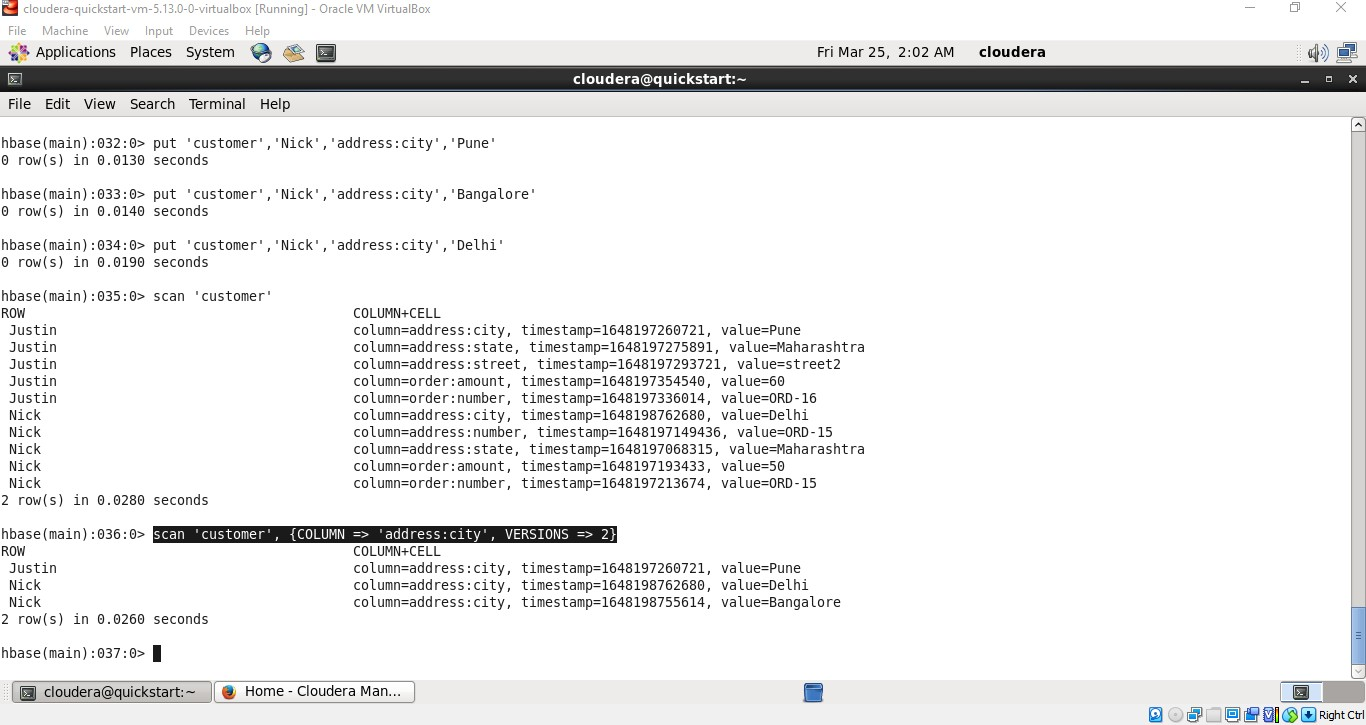 cloudera-quickstart-vm-5.13.0-0-virtualbox [Running] - Oracle VM VirtualBox
File Machine View Input Devices Help
Applications Places System Fri Mar 25, 2:02 AM cloudera
cloudera@quickstart:~
File Edit View Search Terminal Help
hbase(main):032:0> put 'customer','Nick','address:city','Pune'
0 row(s) in 0.0130 seconds
hbase(main):033:0> put 'customer','Nick','address:city','Bangalore'
0 row(s) in 0.0140 seconds
hbase(main):034:0> put 'customer','Nick','address:city','Delhi'
0 row(s) in 0.0190 seconds
hbase(main):035:0> scan 'customer'
ROW COLUMN+CELL
Justin column=address:city, timestamp=1648197260721, value=Pune
Justin column=address:state, timestamp=1648197275891, value=Maharashtra
Justin column=address:street, timestamp=1648197293721, value=street2
Justin column=order:amount, timestamp=1648197354540, value=60
Justin column=order:number, timestamp=1648197336014, value=ORD-16
Nick column=address:city, timestamp=1648198762680, value=Delhi
Nick column=address:number, timestamp=1648197149436, value=ORD-15
Nick column=address:state, timestamp=1648197068315, value=Maharashtra
Nick column=order:amount, timestamp=1648197193433, value=50
Nick column=order:number, timestamp=1648197213674, value=ORD-15
2 row(s) in 0.0280 seconds
hbase(main):036:0> scan 'customer', {COLUMN => 'address:city', VERSIONS => 2}
ROW COLUMN+CELL
Justin column=address:city, timestamp=1648197260721, value=Pune
Nick column=address:city, timestamp=1648198762680, value=Delhi
Nick column=address:city, timestamp=1648198755614, value=Bangalore
2 row(s) in 0.0260 seconds
hbase(main):037:0>
cloudera@quickstart:~ Home - Cloudera Man...
Right Ctrl